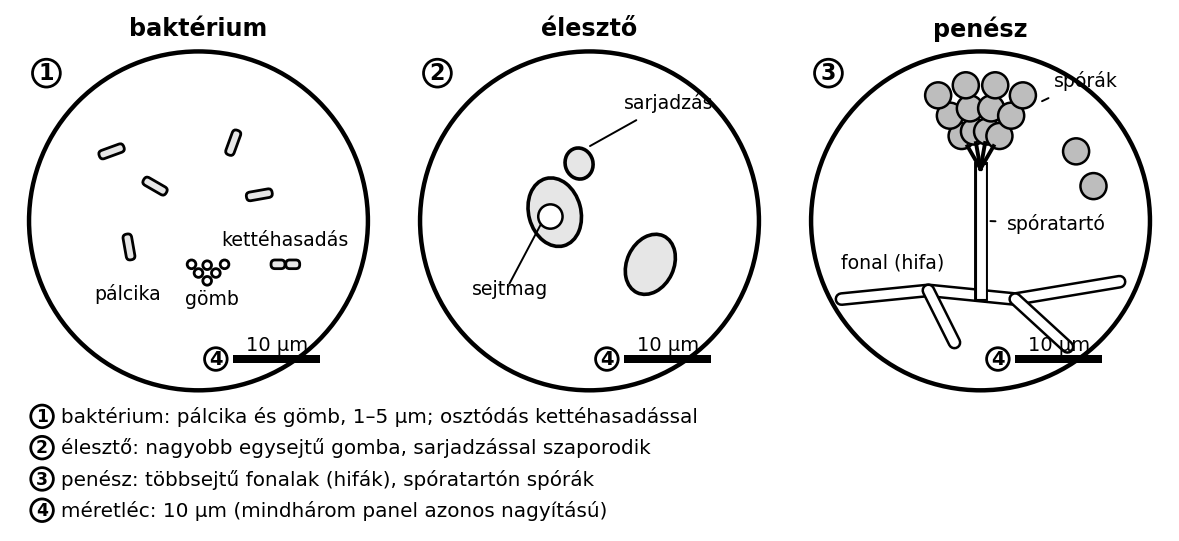 baktérium
élesztő
penész
1
2
3
kettéhasadás
pálcika
gömb
4
10 µm
sarjadzás
sejtmag
4
10 µm
spórák
spóratartó
fonal (hifa)
4
10 µm
1 baktérium: pálcika és gömb, 1–5 µm; osztódás kettéhasadással
2 élesztő: nagyobb egysejtű gomba, sarjadzással szaporodik
3 penész: többsejtű fonalak (hifák), spóratartón spórák
4 méretléc: 10 µm (mindhárom panel azonos nagyítású)